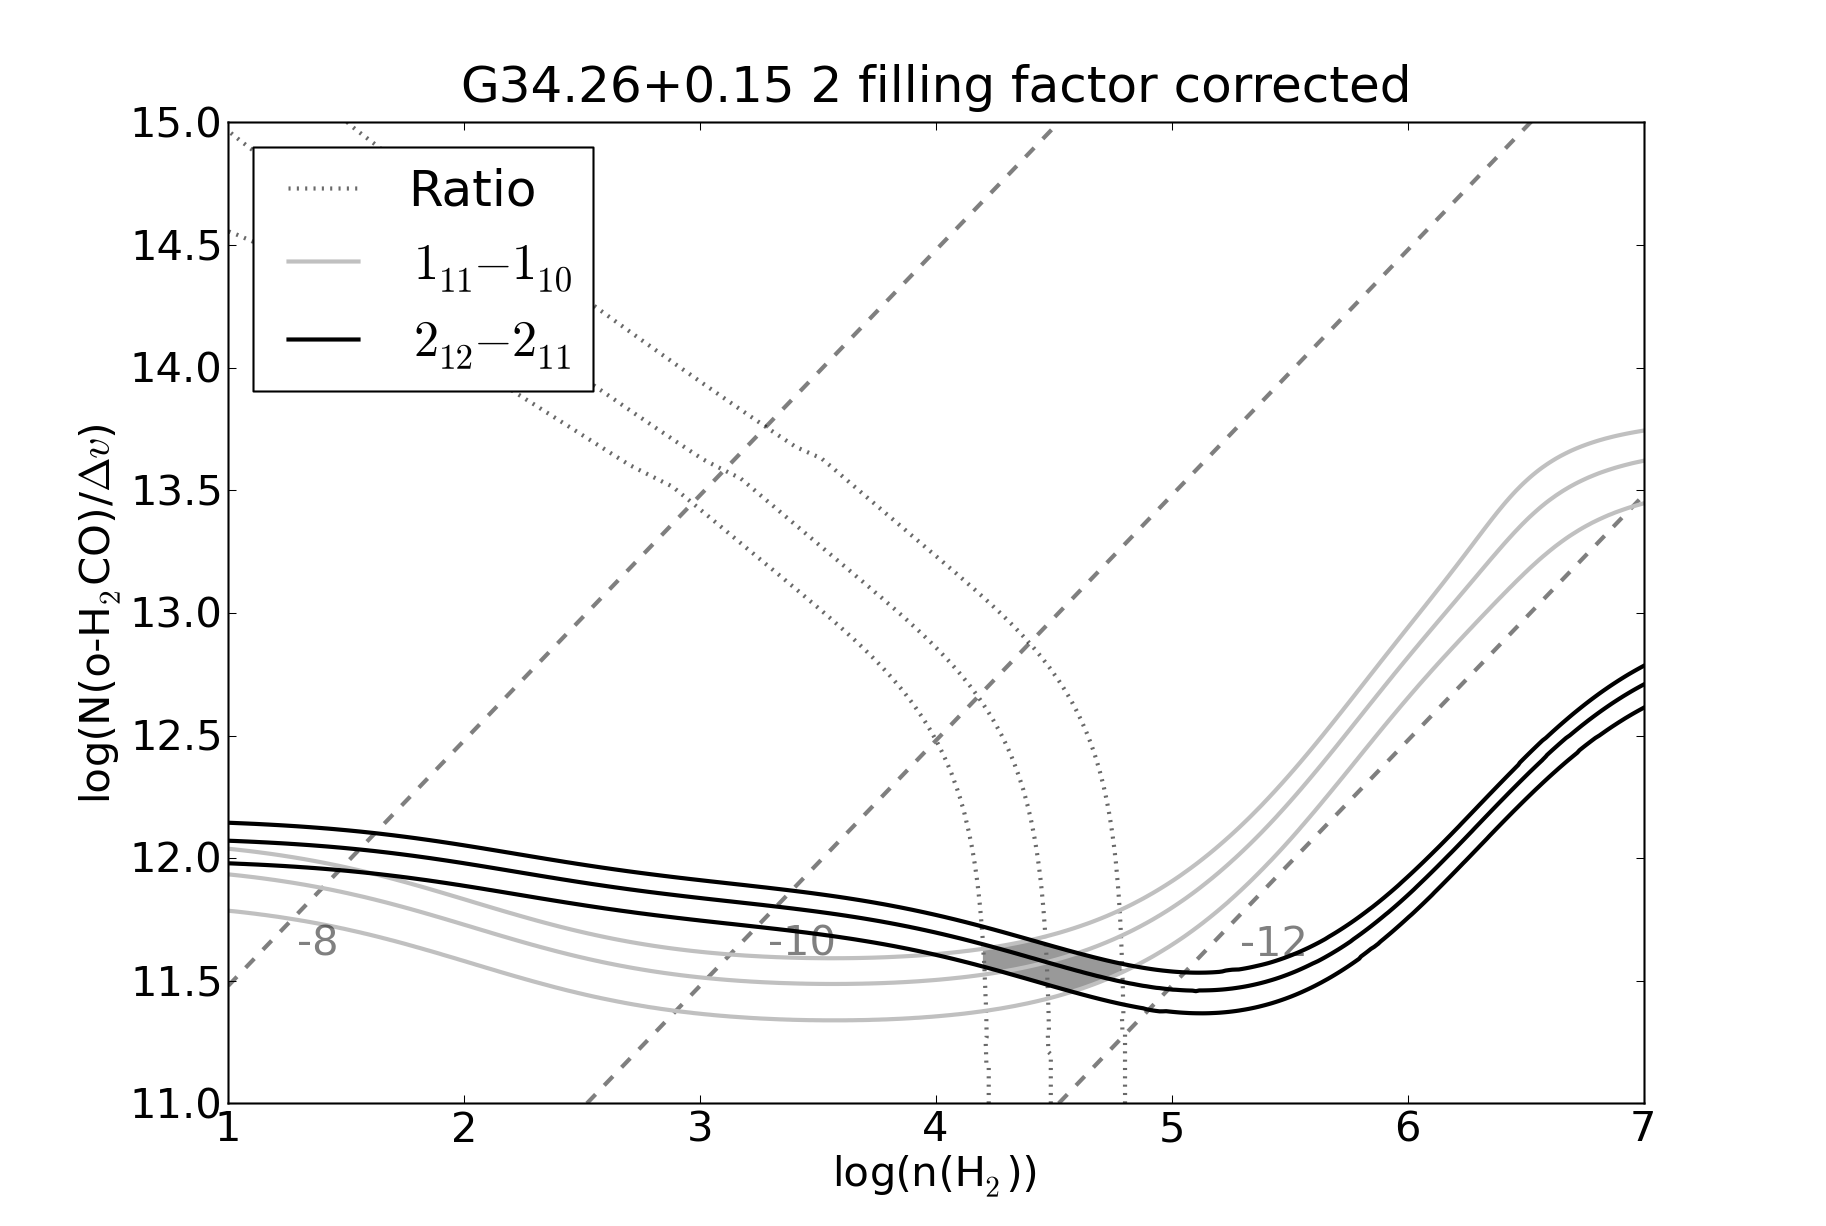 G34.26+0.15 2 filling factor corrected
15.0
14.5
14.0
13.5
13.0
12.5
12.0
11.5
11.0
log(N(o-H₂CO)/Δv)
Ratio
1₁₁−1₁₀
2₁₂−2₁₁
-8
-10
-12
1 2 3 4 5 6 7
log(n(H₂))